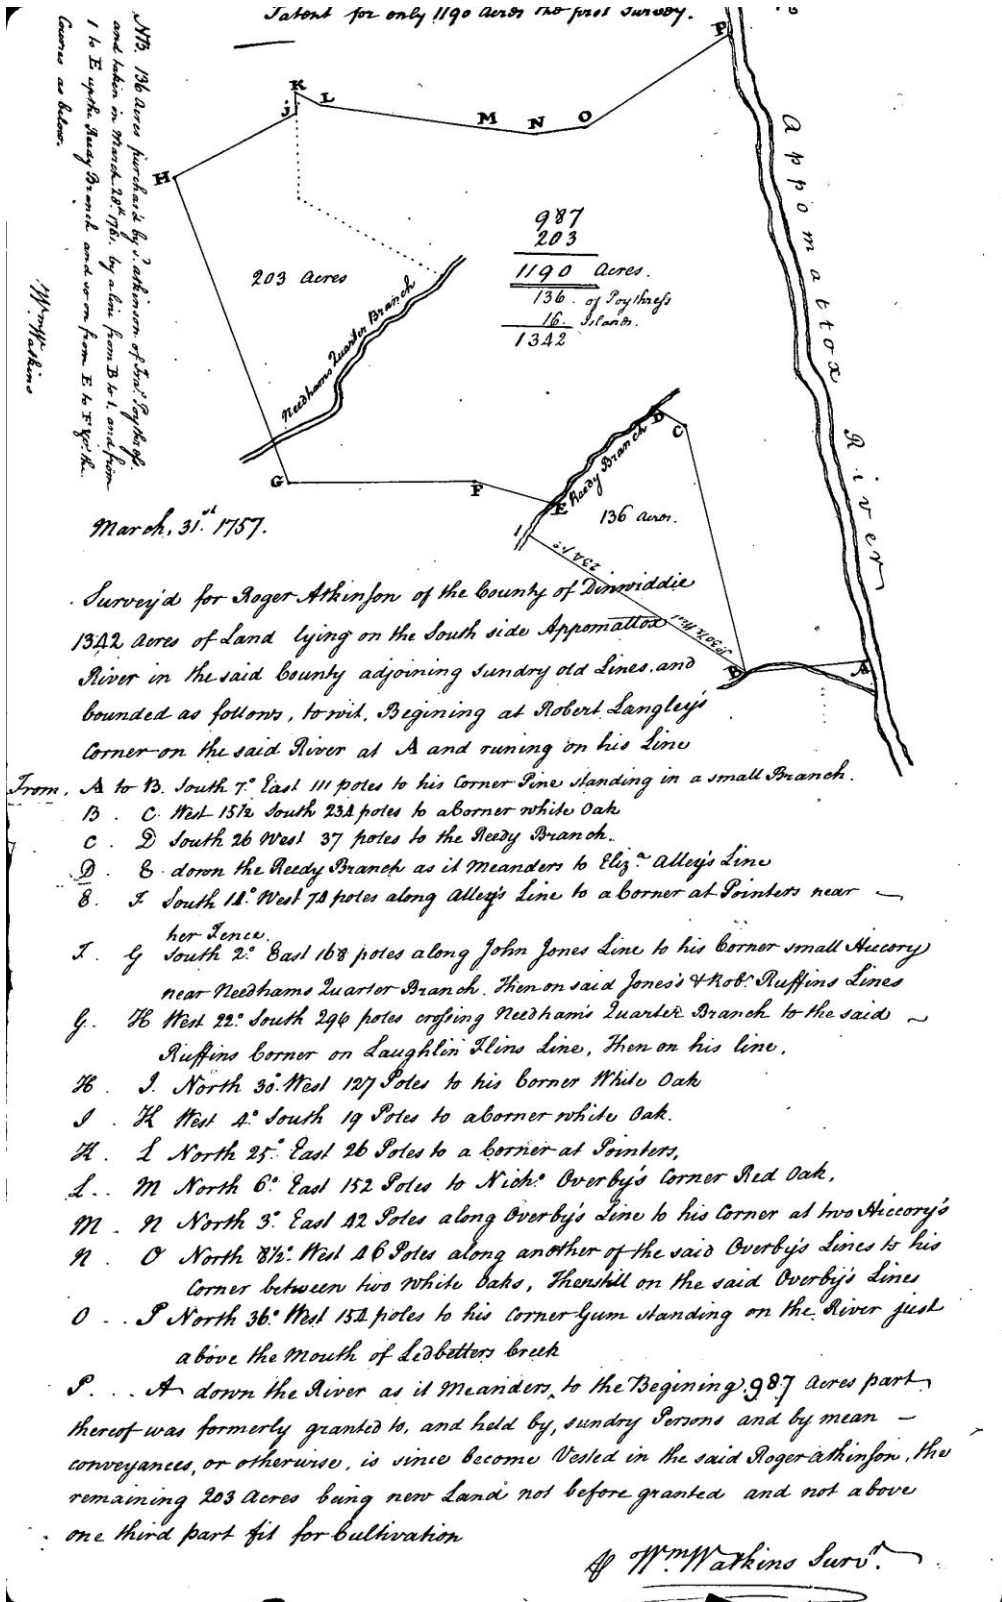 Patent for only 1190 Acres the first Survey.
NB. 136 Acres purchas'd by R. Atkinson of Fras. Poythress.
and taken in March 28th 1761. by a line from B to 1. and from
1 to E up the Reedy Branch and so on from E to F &c. the
Courses as below.
Wm. Watkins
P
K
L
J
M N O
H
Appomattox River
987
203
1190 Acres.
136. of Poythress
16. Islands.
1342
203 Acres
Needhams Quarter Branch
D
C
Reedy Branch
G
F
E
1
136 Acres.
234 po.
S 30 W
B
A
March, 31st 1757.
Survey'd for Roger Atkinson of the County of Dinwiddie
1342 Acres of Land lying on the South side Appomattox
River in the said County adjoining sundry old Lines, and
bounded as follows, to wit, Begining at Robert Langley's
Corner on the said River at A and runing on his Line
From, A to B. South 7° East 111 poles to his Corner Pine standing in a small Branch.
B . C. West 15½ South 234 poles to a Corner white Oak
C . D South 26 West 37 poles to the Reedy Branch.
D . E. down the Reedy Branch as it Meanders to Eliza. Alley's Line
E. F South 14° West 74 poles along Alley's Line to a Corner at Pointers near
her Fence.
F. G South 2° East 168 poles along John Jones Line to his Corner small Hiccory
near Needhams Quarter Branch. Then on said Jones's & Robt. Ruffins Lines
G. H West 22° South 296 poles crossing Needham's Quarter Branch to the said
Ruffins Corner on Laughlin Flins Line, Then on his line,
H . J. North 30° West 127 Poles to his Corner White Oak
J . K West 4° South 19 Poles to a Corner white Oak.
K . L North 25° East 26 Poles to a Corner at Pointers,
L.. M North 6° East 152 Poles to Nichs. Overby's Corner Red Oak,
M . N North 3° East 42 Poles along Overby's Line to his Corner at two Hiccory's
N . O North 8½° West 46 Poles along another of the said Overby's Lines to his
Corner between two White Oaks, Then still on the said Overby's Lines
O . . P North 36° West 154 poles to his Corner Gum standing on the River just
above the Mouth of Ledbetters Creek
P . . . A down the River as it Meanders, to the Begining. 987 Acres part
thereof was formerly granted to, and held by, sundry Persons and by mean
conveyances, or otherwise, is since become Vested in the said Roger Atkinson, the
remaining 203 Acres being new Land not before granted and not above
one third part fit for Cultivation
Wm. Watkins Survr.